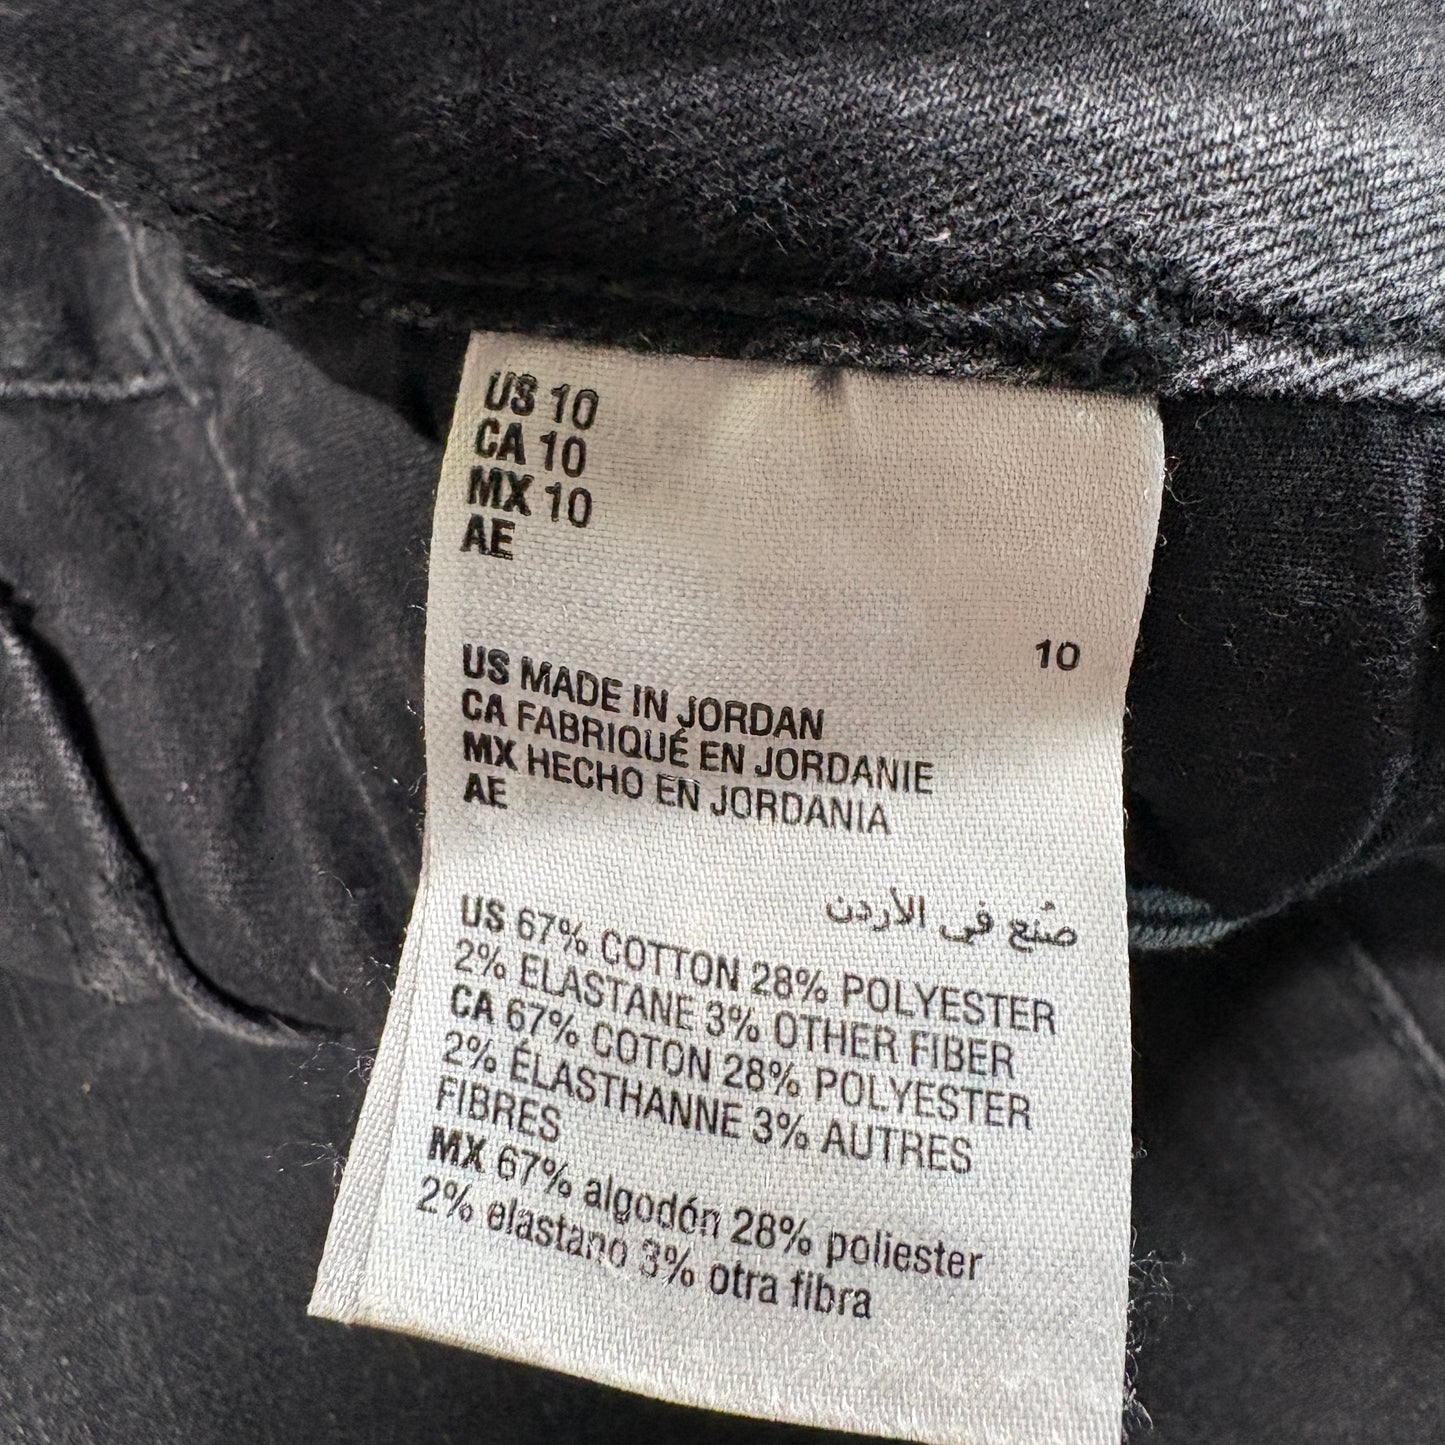 US 10
CA 10
MX 10
AE
10
US MADE IN JORDAN
CA FABRIQUÉ EN JORDANIE
MX HECHO EN JORDANIA
AE
صُنع في الأردن
US 67% COTTON 28% POLYESTER
2% ELASTANE 3% OTHER FIBER
CA 67% COTON 28% POLYESTER
2% ÉLASTHANNE 3% AUTRES
FIBRES
MX 67% algodón 28% poliester
2% elastano 3% otra fibra